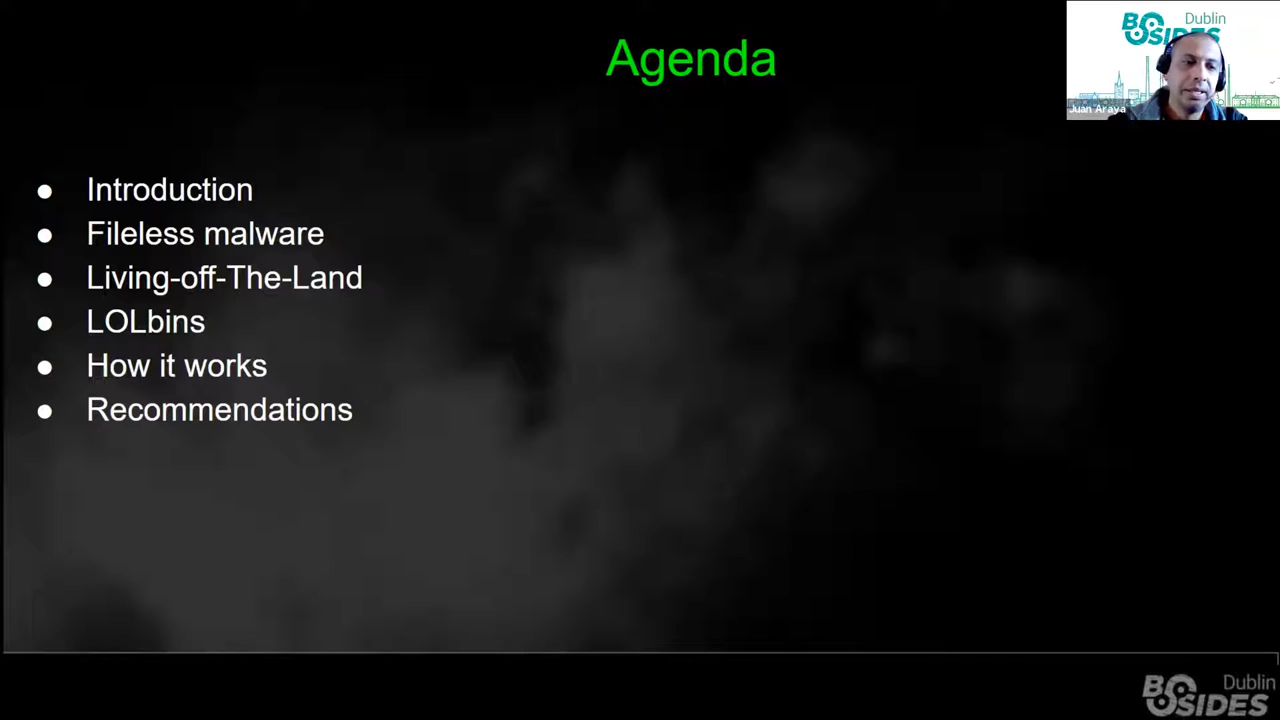 Agenda
BSIDES Dublin
Juan Araya
● Introduction
● Fileless malware
● Living-off-The-Land
● LOLbins
● How it works
● Recommendations
BSIDES Dublin